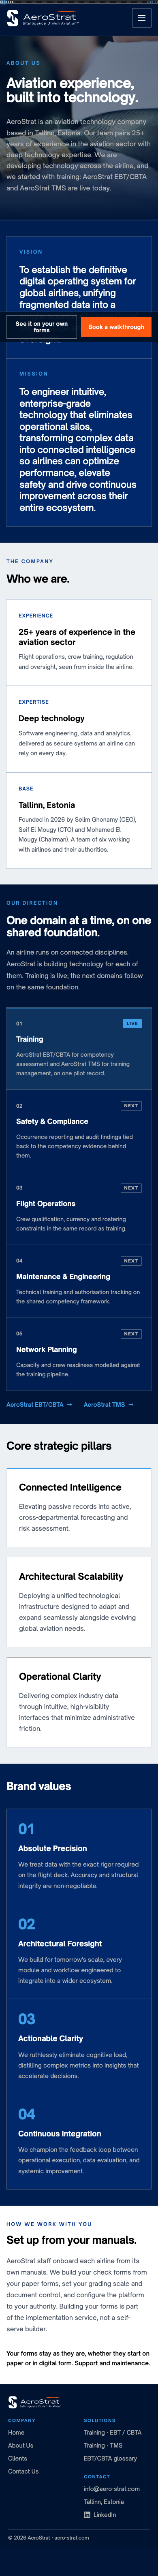 AeroStrat
Intelligence Driven Aviation
ABOUT US
Aviation experience,
built into technology.
AeroStrat is an aviation technology company
based in Tallinn, Estonia. Our team pairs 25+
years of experience in the aviation sector with
deep technology expertise. We are
developing technology across the airline, and
we started with training: AeroStrat EBT/CBTA
and AeroStrat TMS are live today.
VISION
To establish the definitive
digital operating system for
global airlines, unifying
fragmented data into a
See it on your own
forms
Book a walkthrough
MISSION
To engineer intuitive,
enterprise-grade
technology that eliminates
operational silos,
transforming complex data
into connected intelligence
so airlines can optimize
performance, elevate
safety and drive continuous
improvement across their
entire ecosystem.
THE COMPANY
Who we are.
EXPERIENCE
25+ years of experience in the
aviation sector
Flight operations, crew training, regulation
and oversight, seen from inside the airline.
EXPERTISE
Deep technology
Software engineering, data and analytics,
delivered as secure systems an airline can
rely on every day.
BASE
Tallinn, Estonia
Founded in 2026 by Selim Ghonamy (CEO),
Seif El Mougy (CTO) and Mohamed El
Mougy (Chairman). A team of six working
with airlines and their authorities.
OUR DIRECTION
One domain at a time, on one
shared foundation.
An airline runs on connected disciplines.
AeroStrat is building technology for each of
them. Training is live; the next domains follow
on the same foundation.
01
LIVE
Training
AeroStrat EBT/CBTA for competency
assessment and AeroStrat TMS for training
management, on one pilot record.
02
NEXT
Safety & Compliance
Occurrence reporting and audit findings tied
back to the competency evidence behind
them.
03
NEXT
Flight Operations
Crew qualification, currency and rostering
constraints in the same record as training.
04
NEXT
Maintenance & Engineering
Technical training and authorisation tracking on
the shared competency framework.
05
NEXT
Network Planning
Capacity and crew readiness modelled against
the training pipeline.
AeroStrat EBT/CBTA → AeroStrat TMS →
Core strategic pillars
Connected Intelligence
Elevating passive records into active,
cross-departmental forecasting and
risk assessment.
Architectural Scalability
Deploying a unified technological
infrastructure designed to adapt and
expand seamlessly alongside evolving
global aviation needs.
Operational Clarity
Delivering complex industry data
through intuitive, high-visibility
interfaces that minimize administrative
friction.
Brand values
01
Absolute Precision
We treat data with the exact rigor required
on the flight deck. Accuracy and structural
integrity are non-negotiable.
02
Architectural Foresight
We build for tomorrow's scale, every
module and workflow engineered to
integrate into a wider ecosystem.
03
Actionable Clarity
We ruthlessly eliminate cognitive load,
distilling complex metrics into insights that
accelerate decisions.
04
Continuous Integration
We champion the feedback loop between
operational execution, data evaluation, and
systemic improvement.
HOW WE WORK WITH YOU
Set up from your manuals.
AeroStrat staff onboard each airline from its
own manuals. We build your check forms from
your paper forms, set your grading scale and
document control, and configure the platform
to your authority. Building your forms is part
of the implementation service, not a self-
serve builder.
Your forms stay as they are, whether they start on
paper or in digital form. Support and maintenance.
AeroStrat
Intelligence Driven Aviation
COMPANY
Home
About Us
Clients
Contact Us
SOLUTIONS
Training · EBT / CBTA
Training · TMS
EBT/CBTA glossary
CONTACT
info@aero-strat.com
Tallinn, Estonia
LinkedIn
© 2026 AeroStrat · aero-strat.com